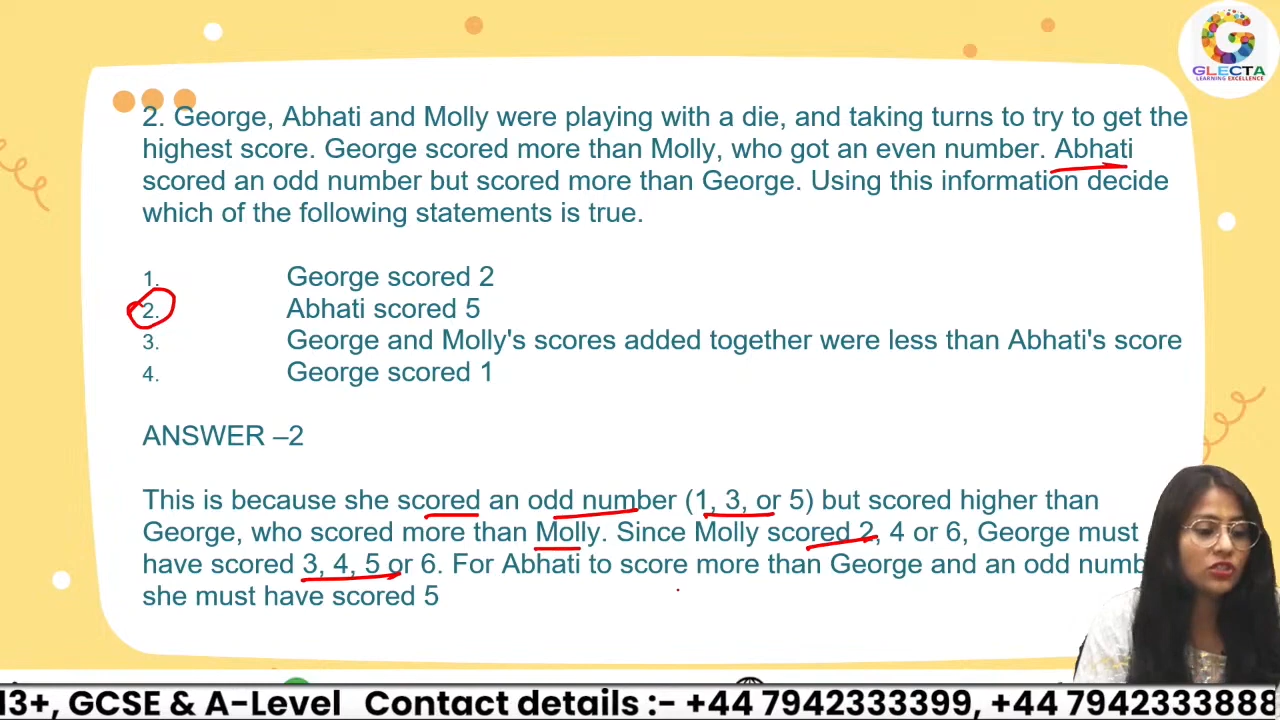 GLECTA
LEARNING EXCELLENCE
2. George, Abhati and Molly were playing with a die, and taking turns to try to get the
highest score. George scored more than Molly, who got an even number. Abhati
scored an odd number but scored more than George. Using this information decide
which of the following statements is true.
1. George scored 2
2. Abhati scored 5
3. George and Molly's scores added together were less than Abhati's score
4. George scored 1
ANSWER –2
This is because she scored an odd number (1, 3, or 5) but scored higher than
George, who scored more than Molly. Since Molly scored 2, 4 or 6, George must
have scored 3, 4, 5 or 6. For Abhati to score more than George and an odd numb
she must have scored 5
13+, GCSE & A-Level Contact details :- +44 7942333399, +44 7942333888